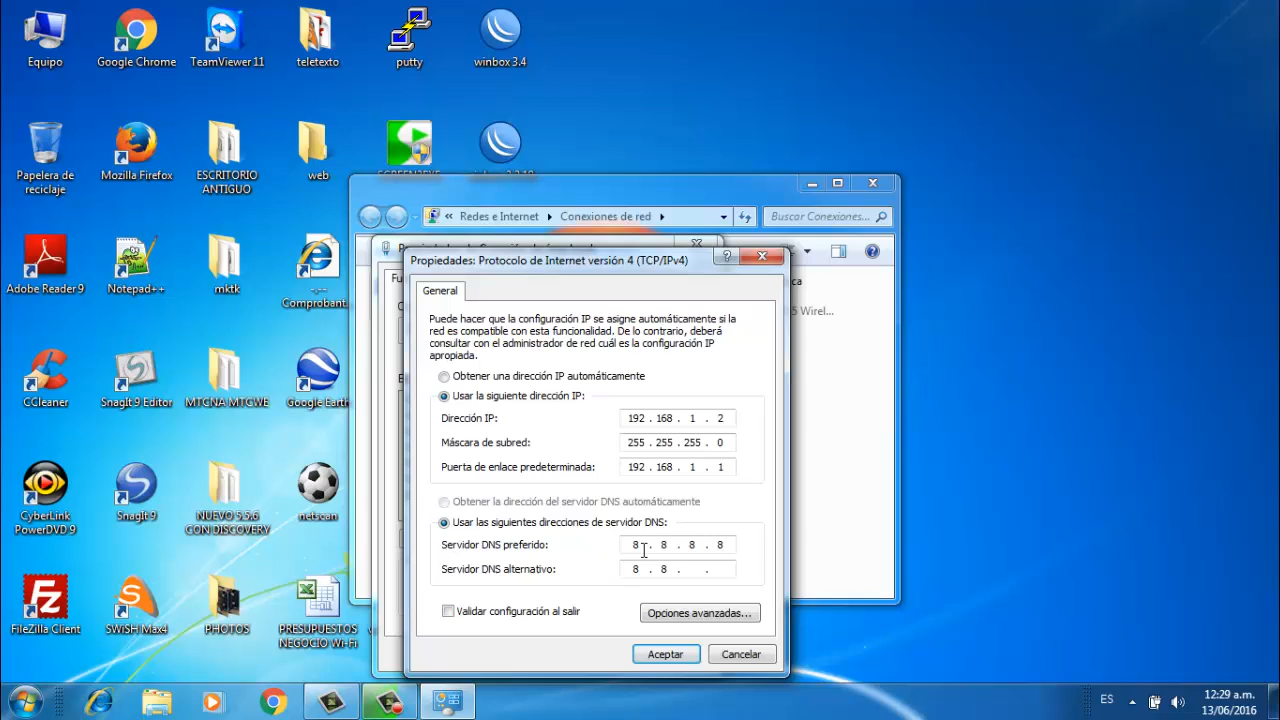 Equipo
Google Chrome
TeamViewer 11
teletexto
putty
winbox 3.4
Papelera de
reciclaje
Mozilla Firefox
ESCRITORIO
ANTIGUO
web
Adobe Reader 9
Notepad++
mktk
-.--
Comprobant.
CCleaner
SnagIt 9 Editor
MTCNA MTCWE
Google Earth
CyberLink
PowerDVD 9
SnagIt 9
NUEVO 5.5.6
CON DISCOVERY
netscan
FileZilla Client
SWiSH Max4
PHOTOS
PRESUPUESTOS
NEGOCIO Wi-Fi
« Redes e Internet
Conexiones de red
Buscar Conexiones...
ca
5 Wirel...
Propiedades: Protocolo de Internet versión 4 (TCP/IPv4)
General
Puede hacer que la configuración IP se asigne automáticamente si la
red es compatible con esta funcionalidad. De lo contrario, deberá
consultar con el administrador de red cuál es la configuración IP
apropiada.
Obtener una dirección IP automáticamente
Usar la siguiente dirección IP:
Dirección IP: 192 . 168 . 1 . 2
Máscara de subred: 255 . 255 . 255 . 0
Puerta de enlace predeterminada: 192 . 168 . 1 . 1
Obtener la dirección del servidor DNS automáticamente
Usar las siguientes direcciones de servidor DNS:
Servidor DNS preferido: 8 . 8 . 8 . 8
Servidor DNS alternativo: 8 . 8 . .
Validar configuración al salir
Opciones avanzadas...
Aceptar
Cancelar
ES
12:29 a.m.
13/06/2016